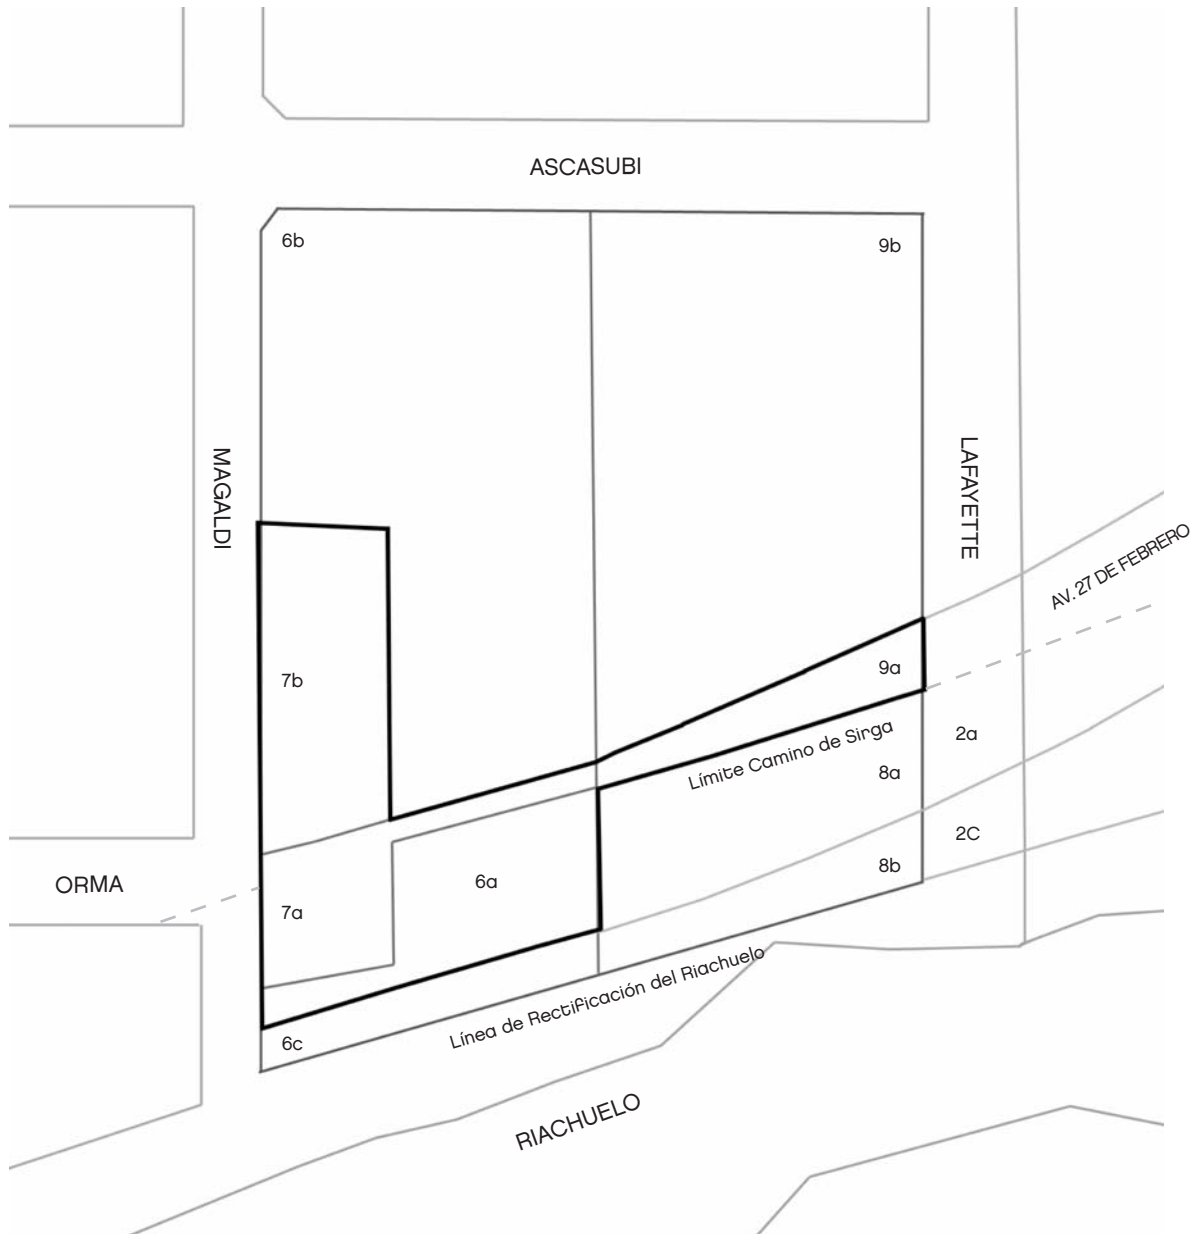 ASCASUBI
6b
9b
MAGALDI
LAFAYETTE
AV. 27 DE FEBRERO
7b
9a
Límite Camino de Sirga
2a
8a
2C
8b
ORMA
6a
7a
Línea de Rectificación del Riachuelo
6c
RIACHUELO